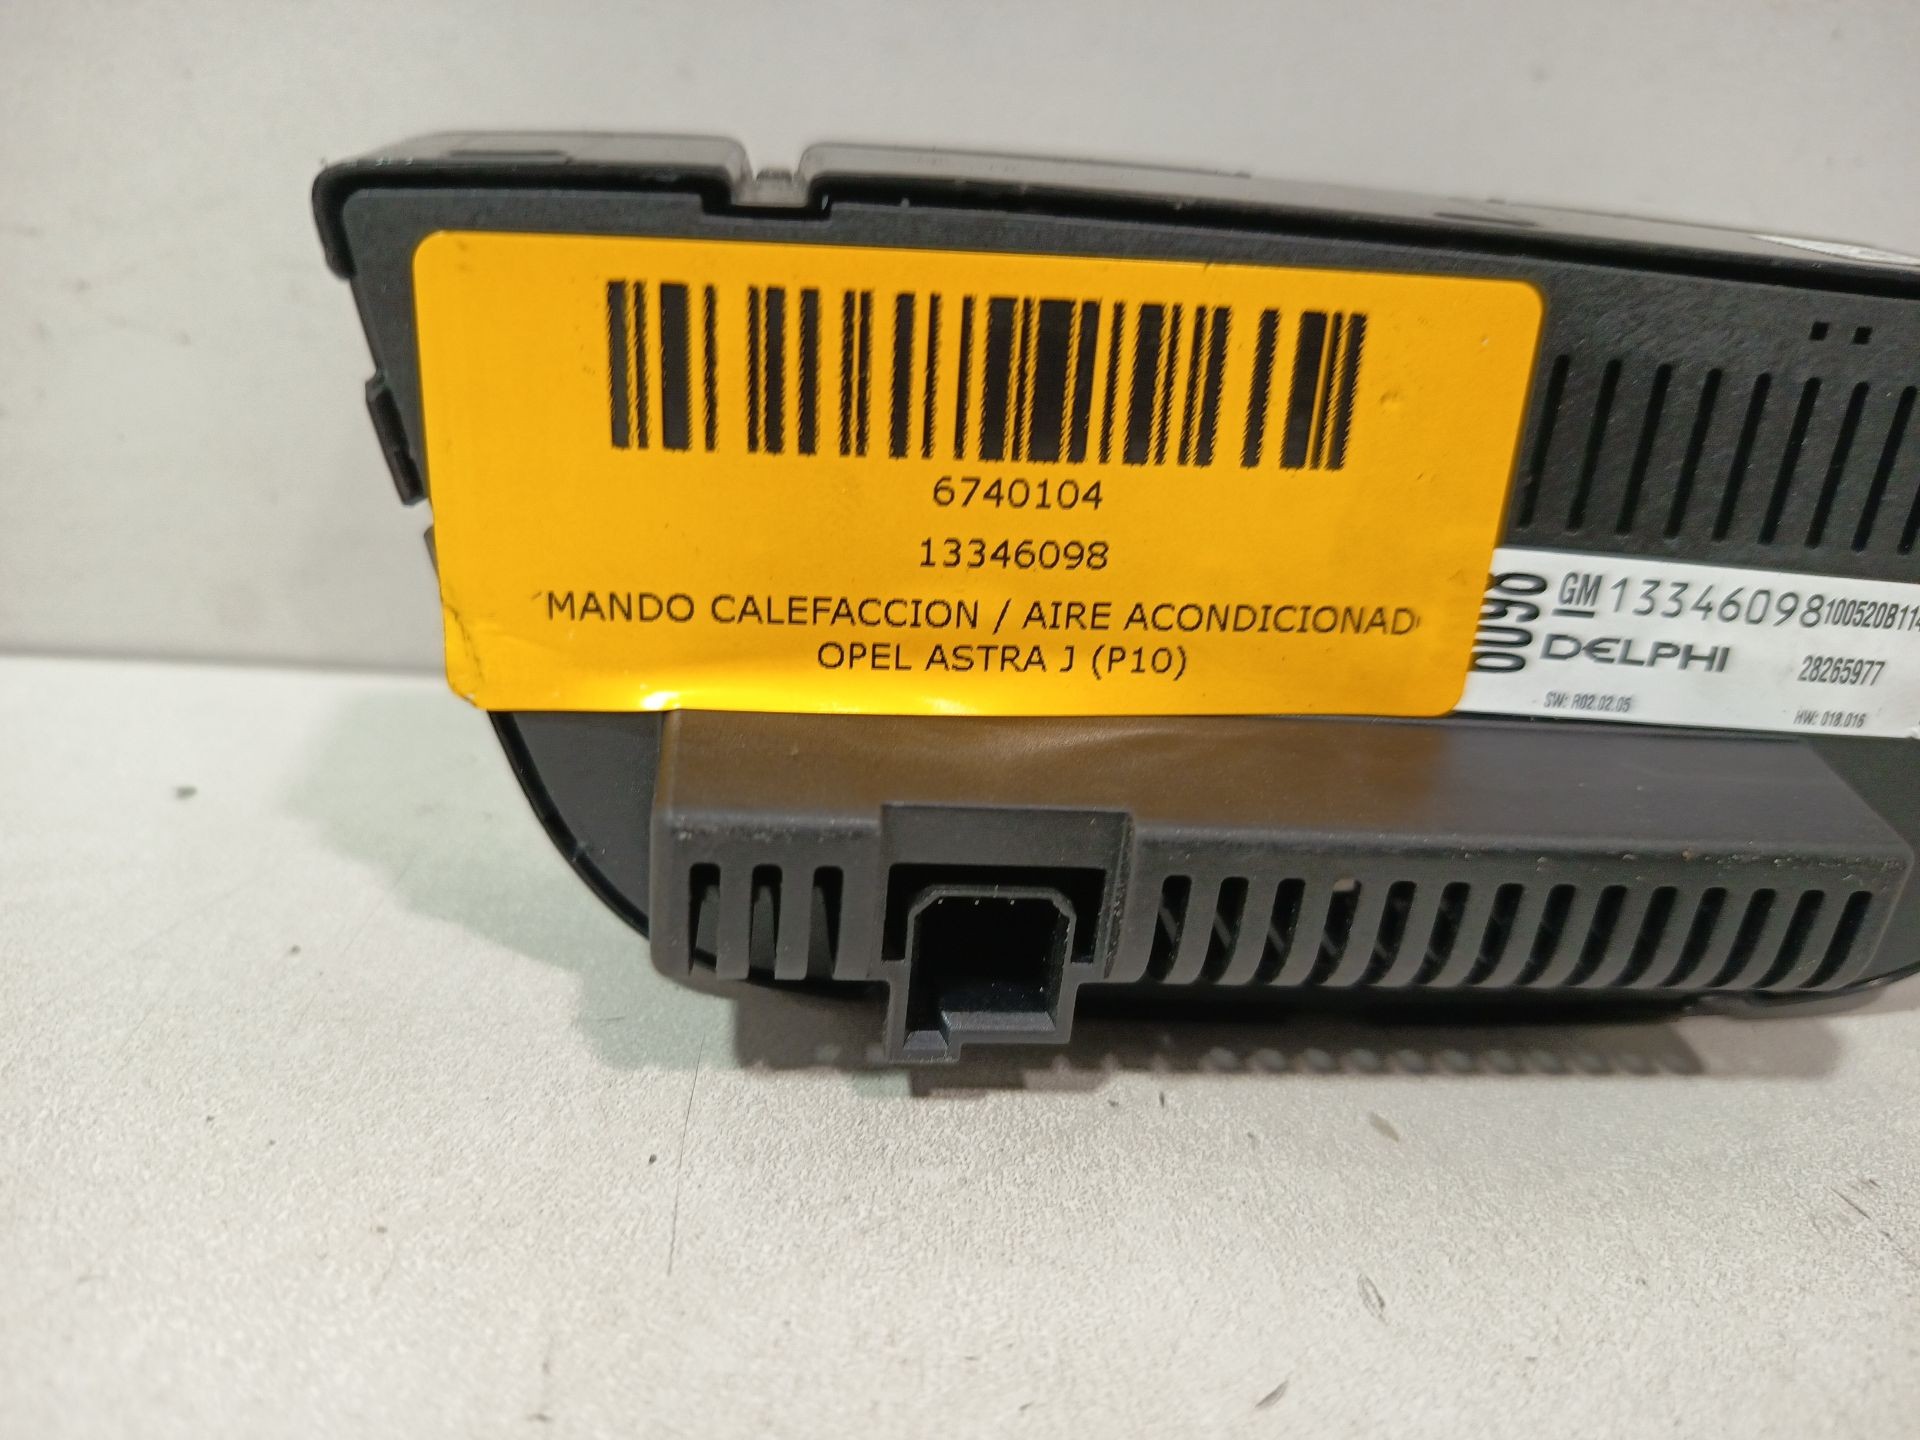 6740104
13346098
MANDO CALEFACCION / AIRE ACONDICIONAD
OPEL ASTRA J (P10)
GM 13346098 100520B114
DELPHI 28265977
SW: R02.02.05 HW: 018.016